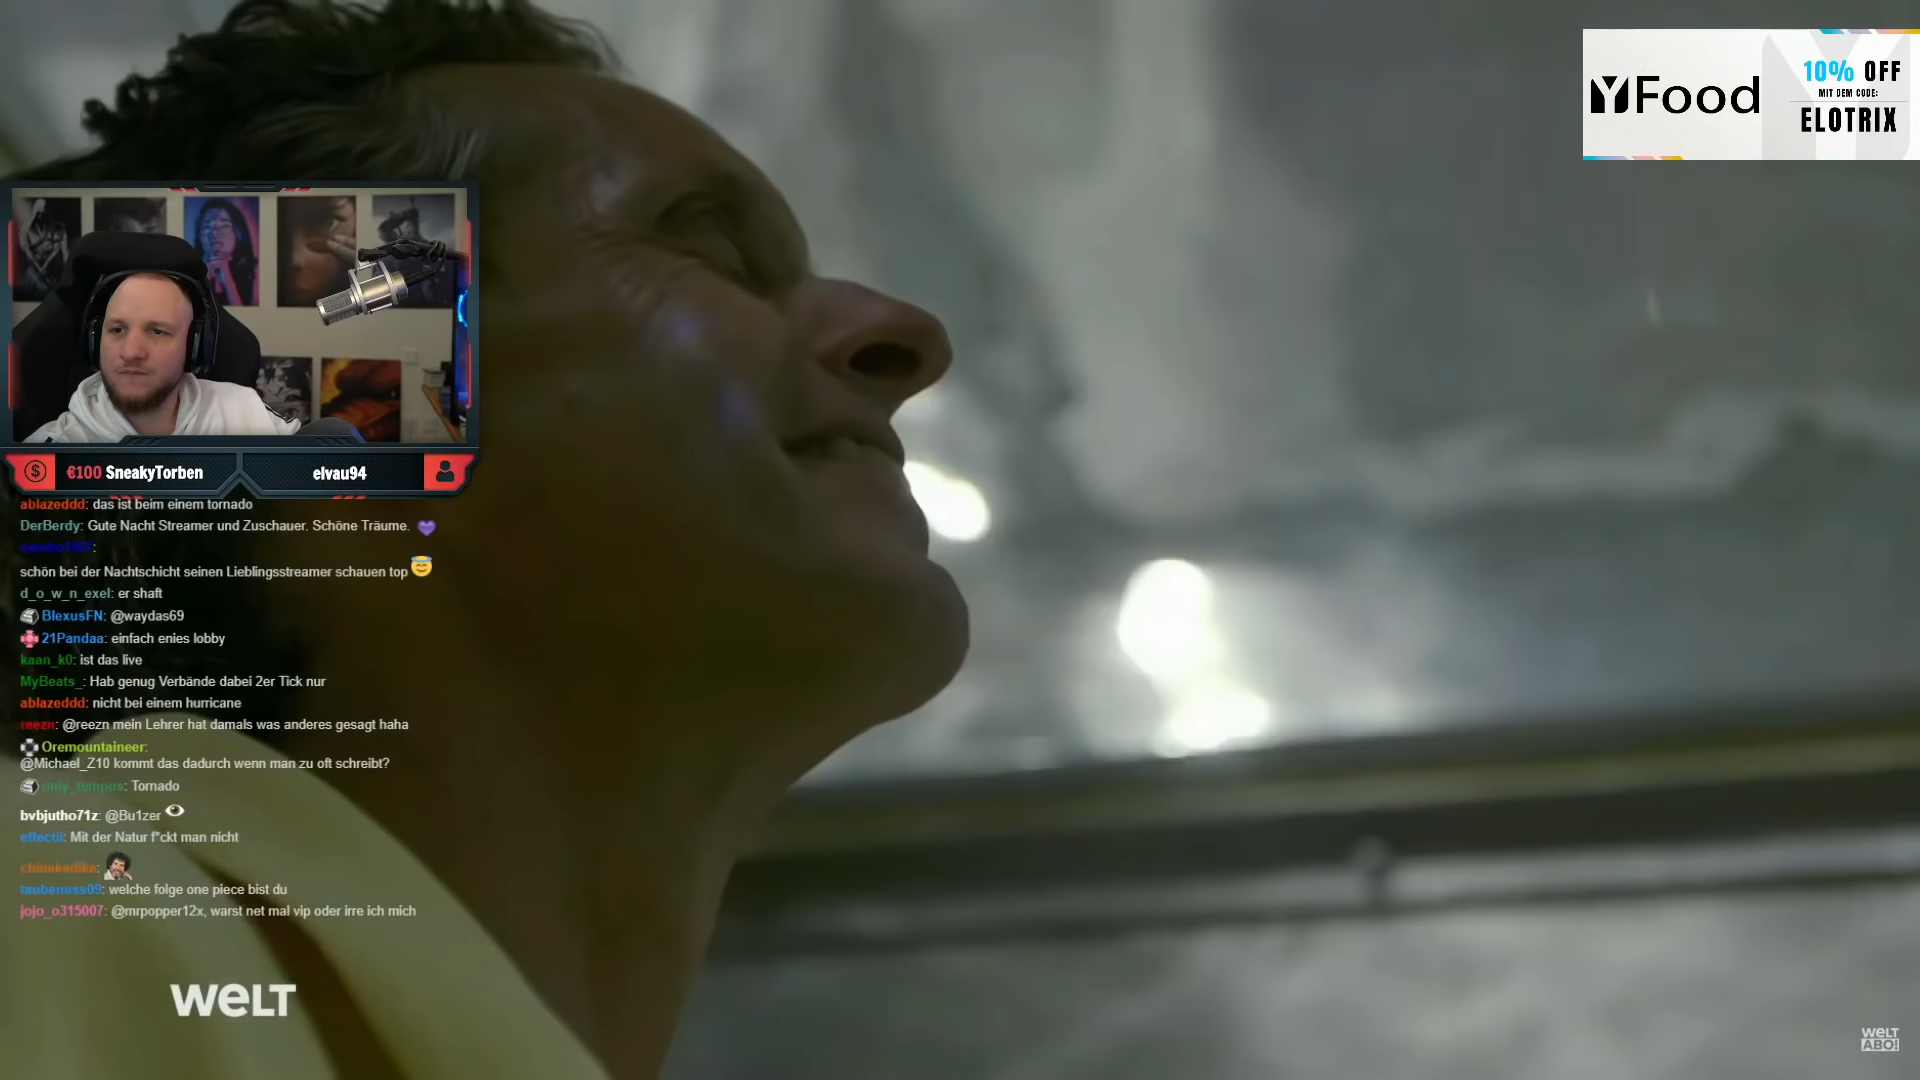 YFood
10% OFF
MIT DEM CODE:
ELOTRIX
€100 SneakyTorben
elvau94
ablazeddd: das ist beim einem tornado
DerBerdy: Gute Nacht Streamer und Zuschauer. Schöne Träume.
schön bei der Nachtschicht seinen Lieblingsstreamer schauen top
d_o_w_n_exel: er shaft
BlexusFN: @waydas69
21Pandaa: einfach enies lobby
kaan_k0: ist das live
MyBeats_: Hab genug Verbände dabei 2er Tick nur
ablazeddd: nicht bei einem hurricane
reezn: @reezn mein Lehrer hat damals was anderes gesagt haha
Oremountaineer:
@Michael_Z10 kommt das dadurch wenn man zu oft schreibt?
only_tempus: Tornado
bvbjutho71z: @Bu1zer
effectii: Mit der Natur f*ckt man nicht
chinekedike:
taubenuss09: welche folge one piece bist du
jojo_o315007: @mrpopper12x, warst net mal vip oder irre ich mich
WELT
WELT
ABO!